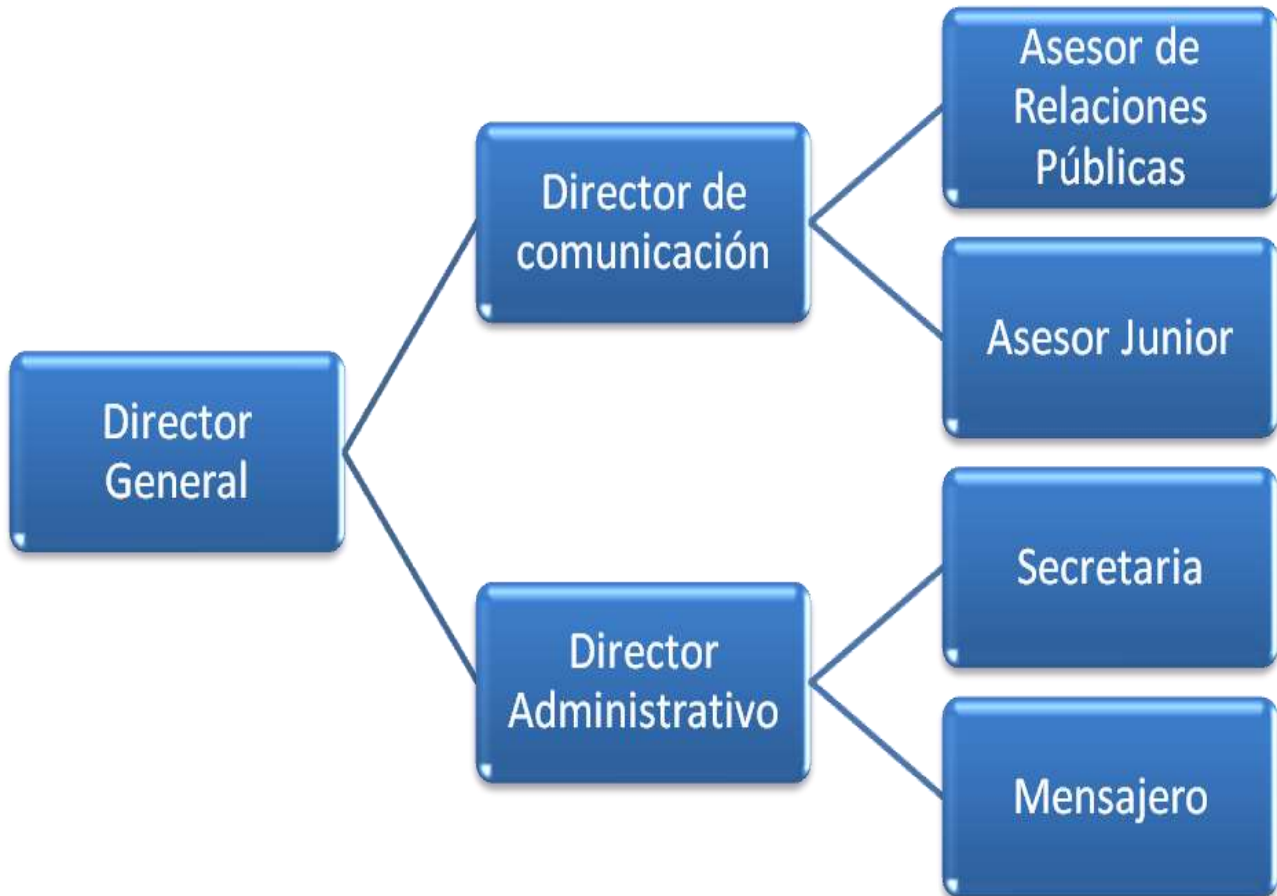 Director
General
Director de
comunicación
Asesor de
Relaciones
Públicas
Asesor Junior
Director
Administrativo
Secretaria
Mensajero